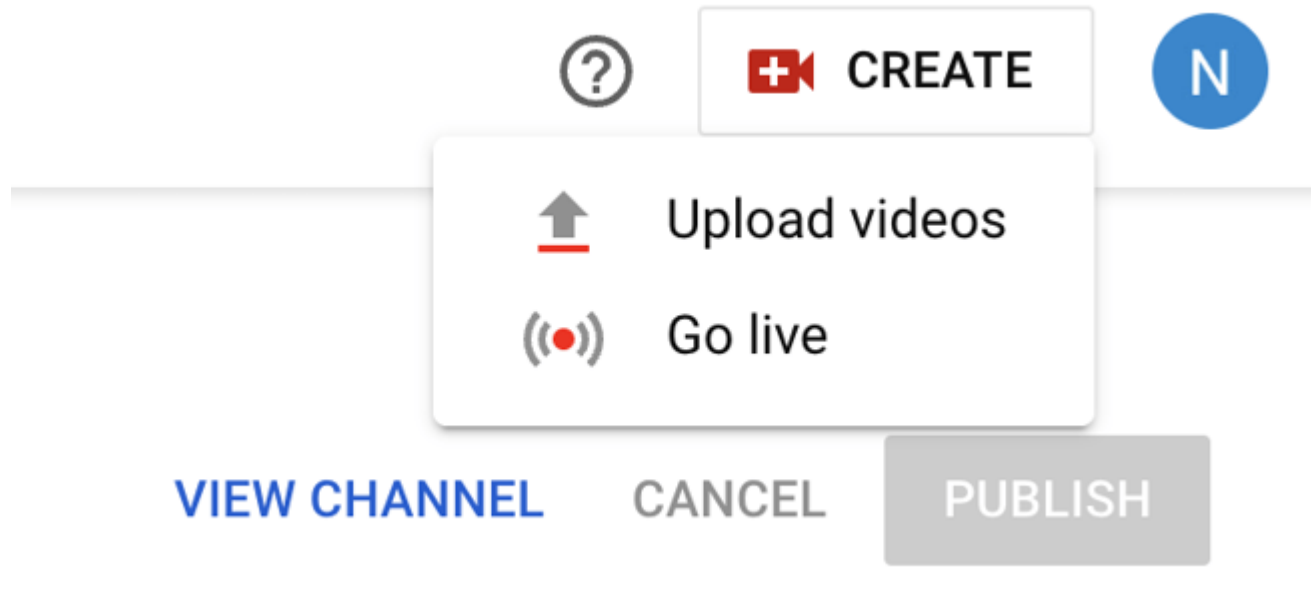 ? CREATE N
Upload videos
Go live
VIEW CHANNEL CANCEL PUBLISH